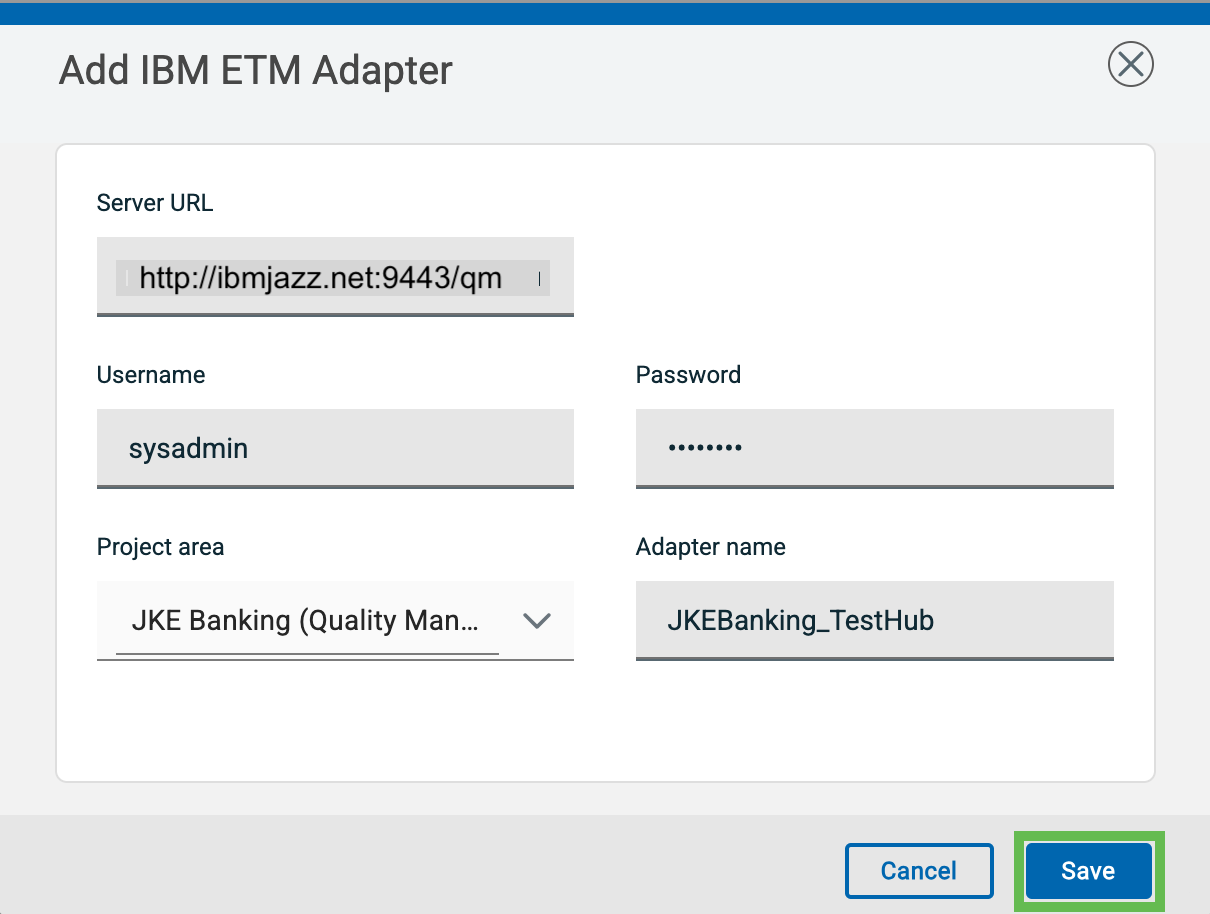 Add IBM ETM Adapter
Server URL
http://ibmjazz.net:9443/qm
Username
Password
sysadmin
••••••••
Project area
Adapter name
JKE Banking (Quality Man...
JKEBanking_TestHub
Cancel
Save